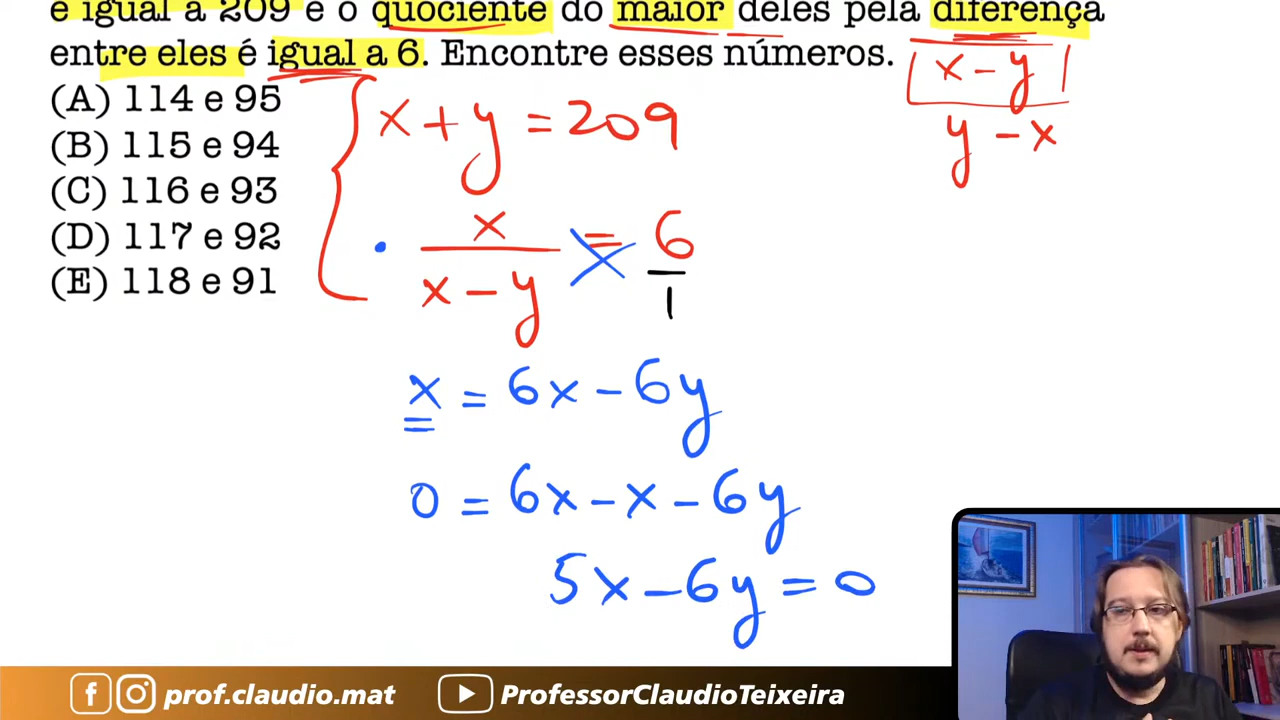 é igual a 209 e o quociente do maior deles pela diferença
entre eles é igual a 6. Encontre esses números.
(A) 114 e 95
(B) 115 e 94
(C) 116 e 93
(D) 117 e 92
(E) 118 e 91
x - y
y - x
x + y = 209
x
x - y
= 6
1
x = 6x - 6y
0 = 6x - x - 6y
5x - 6y = 0
prof.claudio.mat
ProfessorClaudioTeixeira